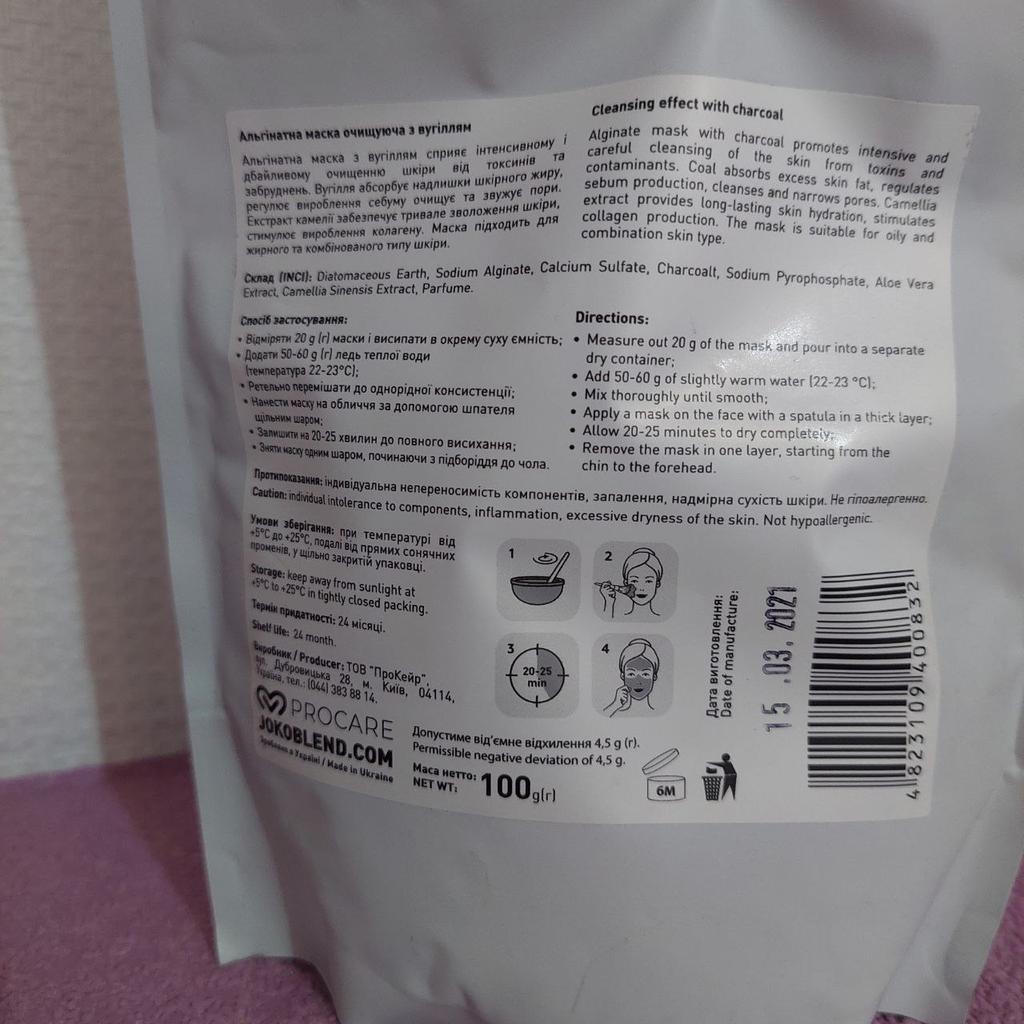 Альгінатна маска очищуюча з вугіллям
Альгінатна маска з вугіллям сприяє інтенсивному і
дбайливому очищенню шкіри від токсинів та
забруднень. Вугілля абсорбує надлишки шкірного жиру,
регулює вироблення себуму очищує та звужує пори.
Екстракт камелії забезпечує тривале зволоження шкіри,
стимулює вироблення колагену. Маска підходить для
жирного та комбінованого типу шкіри.
Cleansing effect with charcoal
Alginate mask with charcoal promotes intensive and
careful cleansing of the skin from toxins and
contaminants. Coal absorbs excess skin fat, regulates
sebum production, cleanses and narrows pores. Camellia
extract provides long-lasting skin hydration, stimulates
collagen production. The mask is suitable for oily and
combination skin type.
Склад (INCI): Diatomaceous Earth, Sodium Alginate, Calcium Sulfate, Charcoalt, Sodium Pyrophosphate, Aloe Vera
Extract, Camellia Sinensis Extract, Parfume.
Спосіб застосування:
• Відміряти 20 g (г) маски і висипати в окрему суху ємність;
• Додати 50-60 g (г) ледь теплої води
(температура 22-23°C);
• Ретельно перемішати до однорідної консистенції;
• Нанести маску на обличчя за допомогою шпателя
щільним шаром;
• Залишити на 20-25 хвилин до повного висихання;
• Зняти маску одним шаром, починаючи з підборіддя до чола.
Directions:
• Measure out 20 g of the mask and pour into a separate
dry container;
• Add 50-60 g of slightly warm water (22-23 °C);
• Mix thoroughly until smooth;
• Apply a mask on the face with a spatula in a thick layer;
• Allow 20-25 minutes to dry completely;
• Remove the mask in one layer, starting from the
chin to the forehead.
Протипоказання: індивідуальна непереносимість компонентів, запалення, надмірна сухість шкіри. Не гіпоалергенно.
Caution: individual intolerance to components, inflammation, excessive dryness of the skin. Not hypoallergenic.
Умови зберігання: при температурі від
+5°C до +25°C, подалі від прямих сонячних
променів, у щільно закритій упаковці.
Storage: keep away from sunlight at
+5°C to +25°C in tightly closed packing.
Термін придатності: 24 місяці.
Shelf life: 24 month.
Виробник / Producer: ТОВ "ПроКейр",
вул. Дубровицька 28, м. Київ, 04114,
Україна, тел.: (044) 383 88 14.
PROCARE
JOKOBLEND.COM
Зроблено в Україні / Made in Ukraine
1
2
3
20-25
min
4
Допустиме від'ємне відхилення 4,5 g (г).
Permissible negative deviation of 4,5 g.
Маса нетто:
NET WT:
100 g(г)
6M
Дата виготовлення:
Date of manufacture:
15 .03. 2021
4 823109 400832